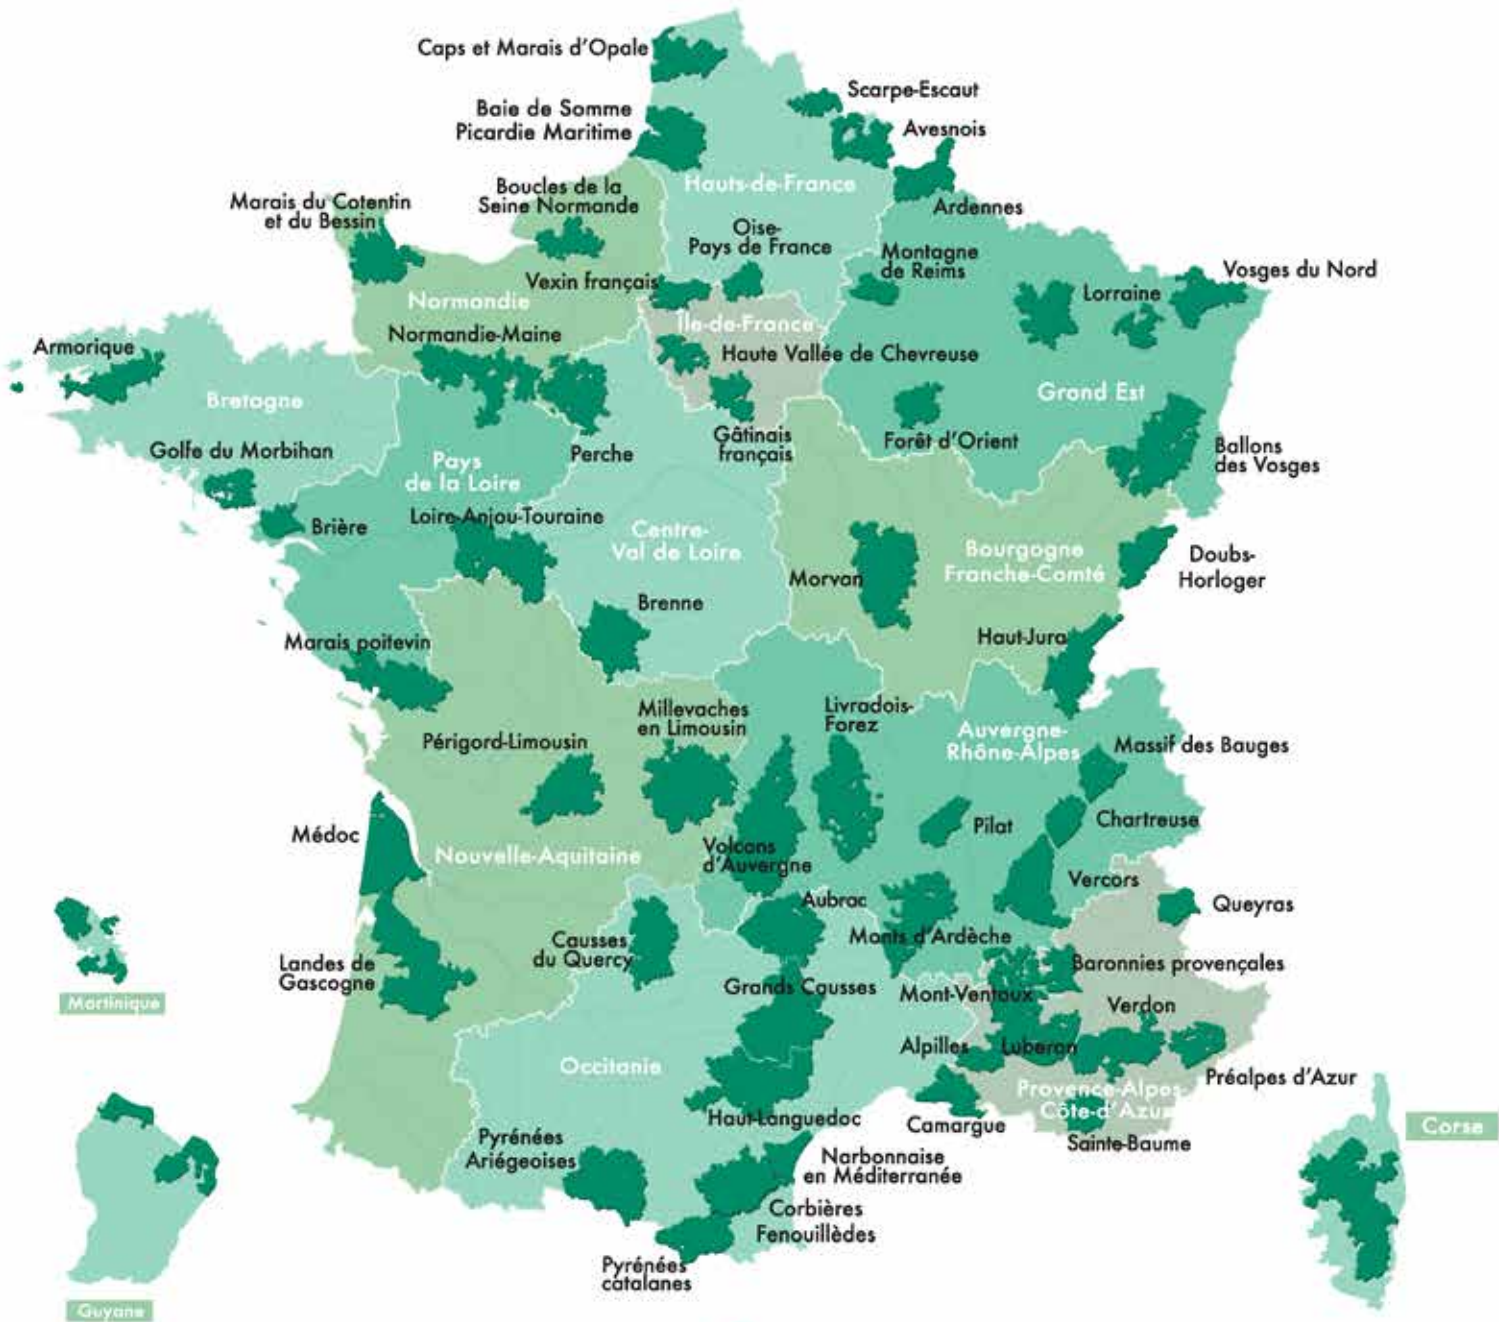 Caps et Marais d'Opale
Scarpe-Escaut
Baie de Somme
Picardie Maritime
Avesnois
Hauts-de-France
Boucles de la
Seine Normande
Marais du Cotentin
et du Bessin
Ardennes
Oise-
Pays de France
Montagne
de Reims
Vosges du Nord
Vexin français
Lorraine
Normandie
Île-de-France
Normandie-Maine
Armorique
Haute Vallée de Chevreuse
Grand Est
Bretagne
Gâtinais
français
Forêt d'Orient
Golfe du Morbihan
Perche
Ballons
des Vosges
Pays
de la Loire
Loire-Anjou-Touraine
Brière
Centre-
Val de Loire
Bourgogne
Franche-Comté
Doubs-
Horloger
Morvan
Brenne
Haut-Jura
Marais poitevin
Millevaches
en Limousin
Livradois-
Forez
Périgord-Limousin
Auvergne-
Rhône-Alpes
Massif des Bauges
Médoc
Pilat
Chartreuse
Nouvelle-Aquitaine
Volcans
d'Auvergne
Vercors
Aubrac
Queyras
Causses
du Quercy
Monts d'Ardèche
Landes de
Gascogne
Baronnies provençales
Grands Causses
Mont-Ventoux
Martinique
Verdon
Alpilles
Luberon
Occitanie
Préalpes d'Azur
Provence-Alpes-
Côte-d'Azur
Haut-Languedoc
Camargue
Corse
Sainte-Baume
Pyrénées
Ariégeoises
Narbonnaise
en Méditerranée
Corbières
Fenouillèdes
Pyrénées
catalanes
Guyane